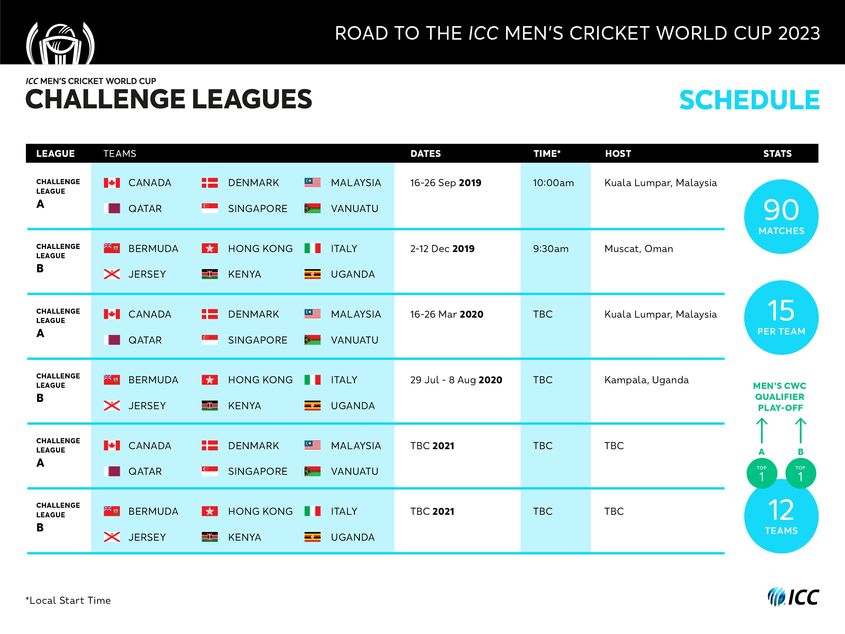 ROAD TO THE ICC MEN'S CRICKET WORLD CUP 2023
ICC MEN'S CRICKET WORLD CUP
CHALLENGE LEAGUES
SCHEDULE
LEAGUE TEAMS DATES TIME* HOST STATS
CHALLENGE LEAGUE A
CANADA DENMARK MALAYSIA 16-26 Sep 2019 10:00am Kuala Lumpar, Malaysia
QATAR SINGAPORE VANUATU
CHALLENGE LEAGUE B
BERMUDA HONG KONG ITALY 2-12 Dec 2019 9:30am Muscat, Oman
JERSEY KENYA UGANDA
CHALLENGE LEAGUE A
CANADA DENMARK MALAYSIA 16-26 Mar 2020 TBC Kuala Lumpar, Malaysia
QATAR SINGAPORE VANUATU
CHALLENGE LEAGUE B
BERMUDA HONG KONG ITALY 29 Jul - 8 Aug 2020 TBC Kampala, Uganda
JERSEY KENYA UGANDA
CHALLENGE LEAGUE A
CANADA DENMARK MALAYSIA TBC 2021 TBC TBC
QATAR SINGAPORE VANUATU
CHALLENGE LEAGUE B
BERMUDA HONG KONG ITALY TBC 2021 TBC TBC
JERSEY KENYA UGANDA
90
MATCHES
15
PER TEAM
MEN'S CWC
QUALIFIER
PLAY-OFF
A B
TOP TOP
1 1
12
TEAMS
*Local Start Time
ICC